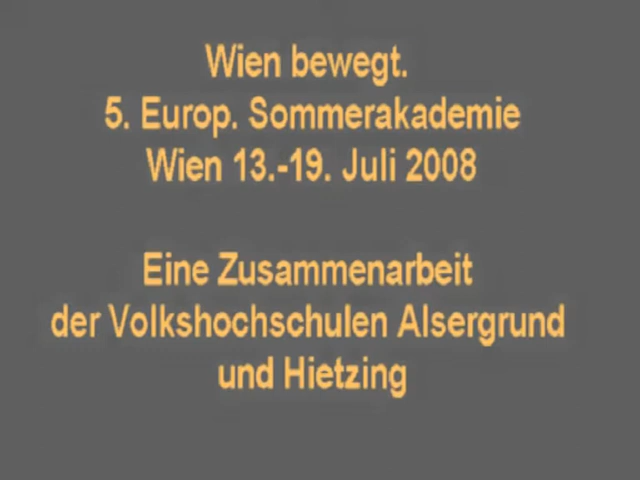 Wien bewegt.
5. Europ. Sommerakademie
Wien 13.-19. Juli 2008
Eine Zusammenarbeit
der Volkshochschulen Alsergrund
und Hietzing